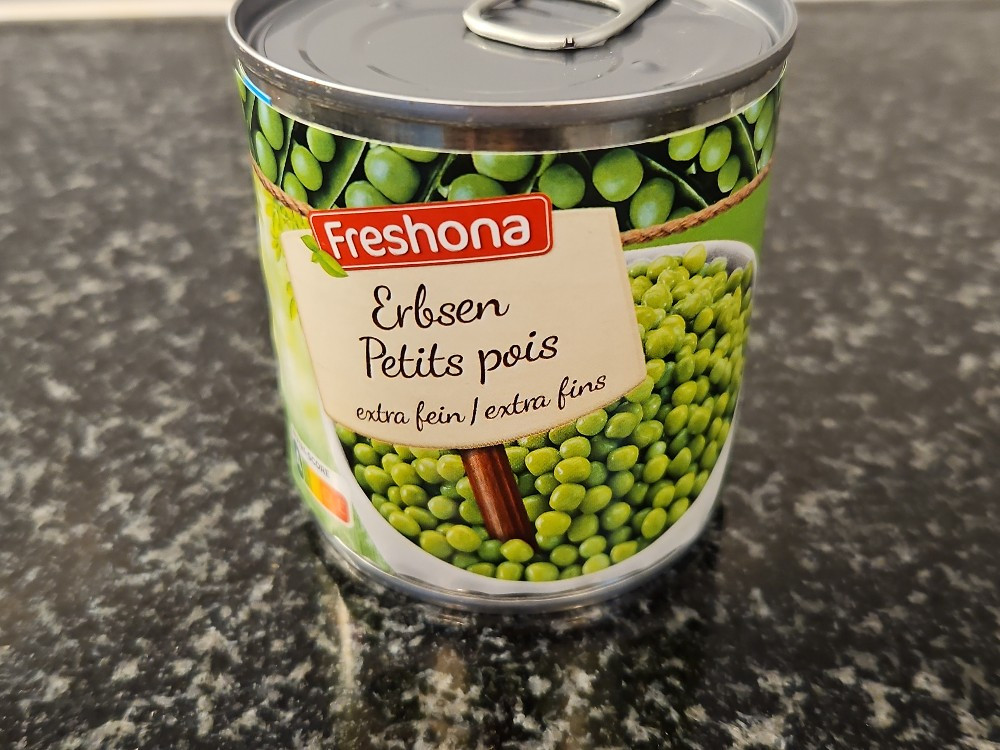 Freshona
Erbsen
Petits pois
extra fein / extra fins